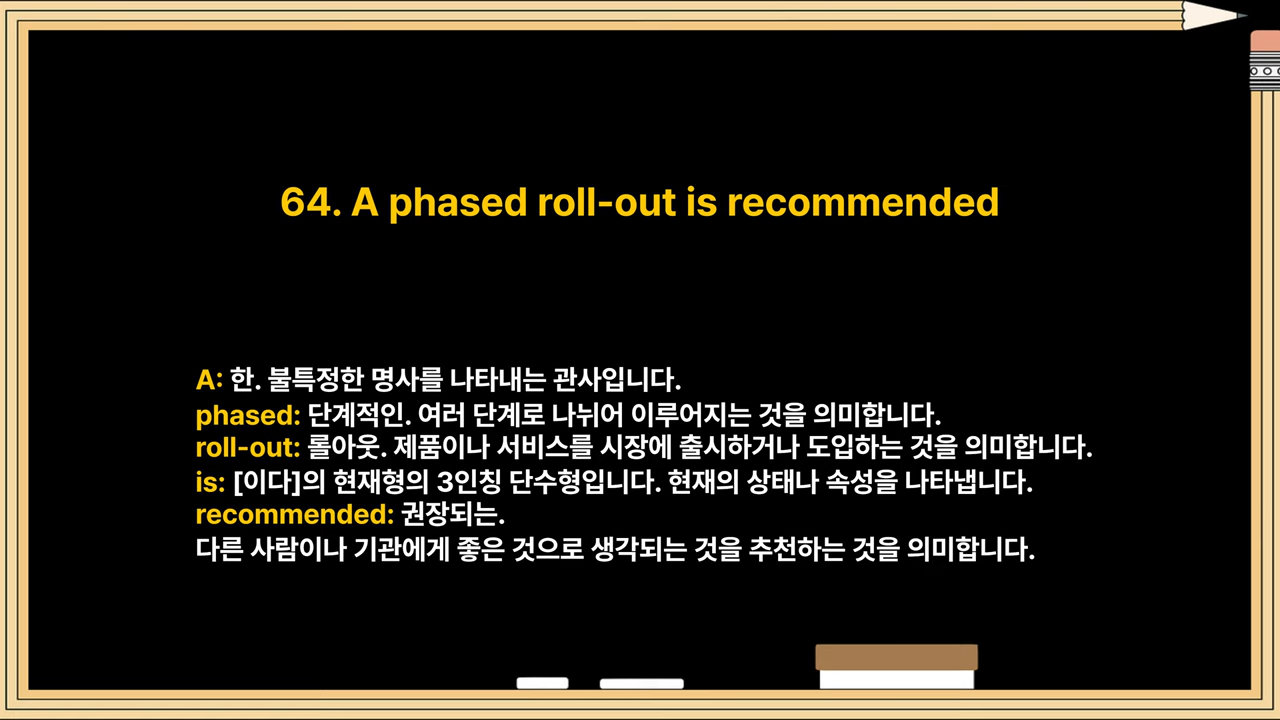 64. A phased roll-out is recommended
A: 한. 불특정한 명사를 나타내는 관사입니다.
phased: 단계적인. 여러 단계로 나뉘어 이루어지는 것을 의미합니다.
roll-out: 롤아웃. 제품이나 서비스를 시장에 출시하거나 도입하는 것을 의미합니다.
is: [이다]의 현재형의 3인칭 단수형입니다. 현재의 상태나 속성을 나타냅니다.
recommended: 권장되는.
다른 사람이나 기관에게 좋은 것으로 생각되는 것을 추천하는 것을 의미합니다.